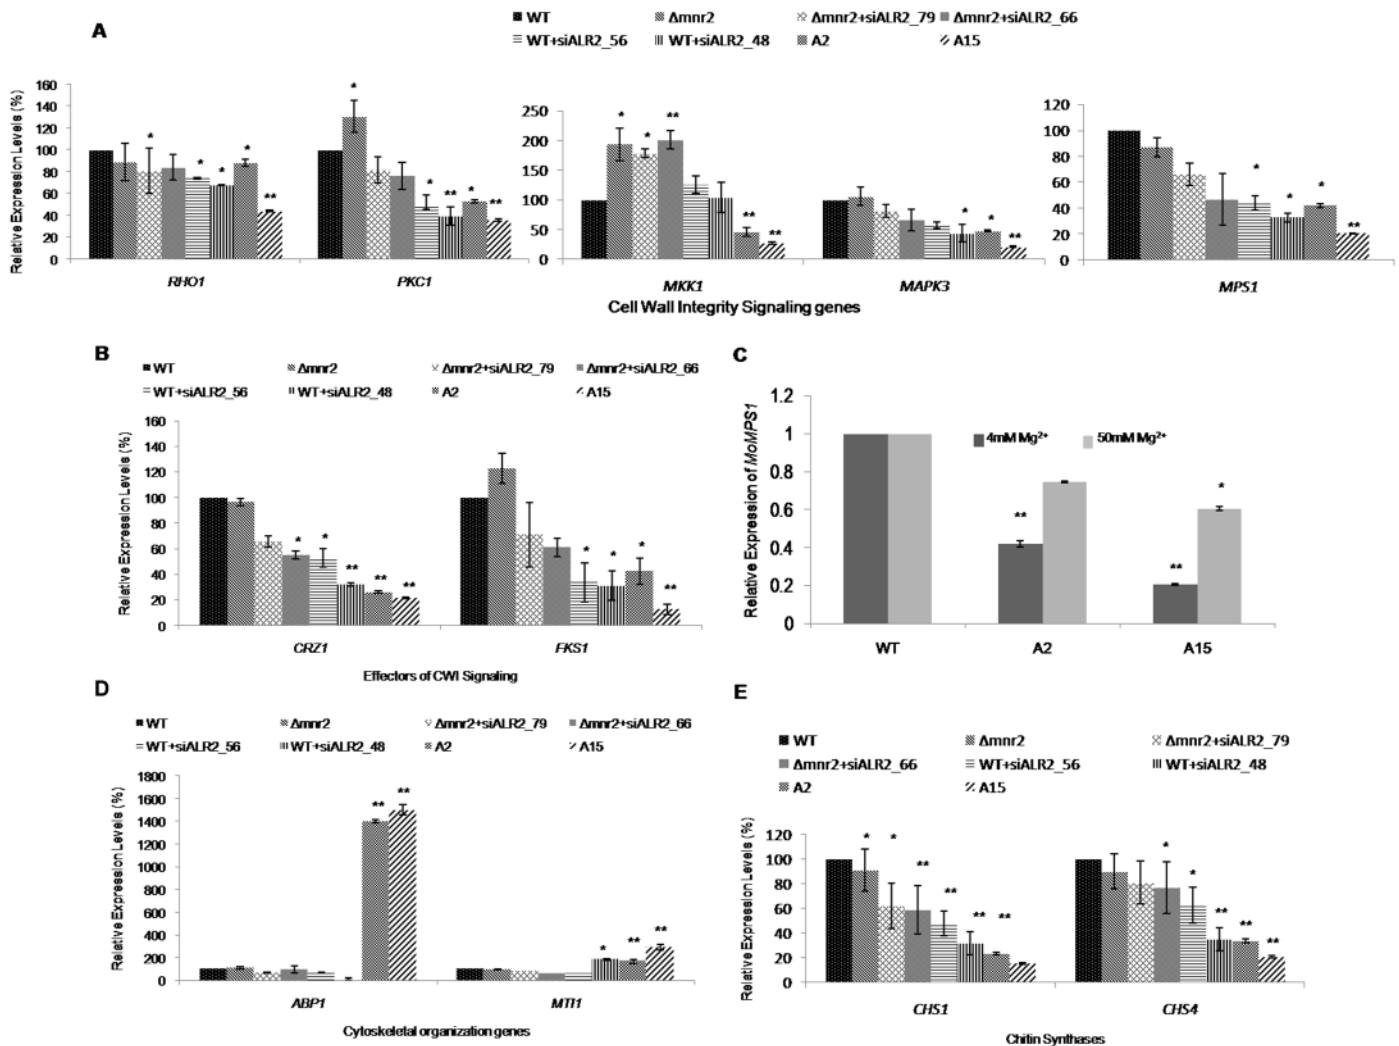 A
WT Δmnr2 Δmnr2+siALR2_79 Δmnr2+siALR2_66
WT+siALR2_56 WT+siALR2_48 A2 A15
Relative Expression Levels (%)
160
140
120
100
80
60
40
20
0
* * * * ** * * ** * **
RHO1 PKC1
250
200
150
100
50
0
* * ** ** ** * * **
MKK1 MAPK3
120
100
80
60
40
20
0
* * * **
MPS1
Cell Wall Integrity Signaling genes
B
WT Δmnr2 Δmnr2+siALR2_79 Δmnr2+siALR2_66
WT+siALR2_56 WT+siALR2_48 A2 A15
Relative Expression Levels (%)
160
140
120
100
80
60
40
20
0
* * ** ** ** * * * **
CRZ1 FKS1
Effectors of CWI Signaling
C
Relative Expression of MoMPS1
1.2
1
0.8
0.6
0.4
0.2
0
4mM Mg²⁺ 50mM Mg²⁺
** ** *
WT A2 A15
D
WT Δmnr2 Δmnr2+siALR2_79 Δmnr2+siALR2_66
WT+siALR2_56 WT+siALR2_48 A2 A15
Relative Expression Levels (%)
1800
1600
1400
1200
1000
800
600
400
200
0
** ** * ** **
ABP1 MTI1
Cytoskeletal organization genes
E
WT Δmnr2 Δmnr2+siALR2_79
Δmnr2+siALR2_66 WT+siALR2_56 WT+siALR2_48
A2 A15
Relative Expression Levels (%)
120
100
80
60
40
20
0
* * ** ** ** ** * * ** ** **
CHS1 CHS4
Chitin Synthases